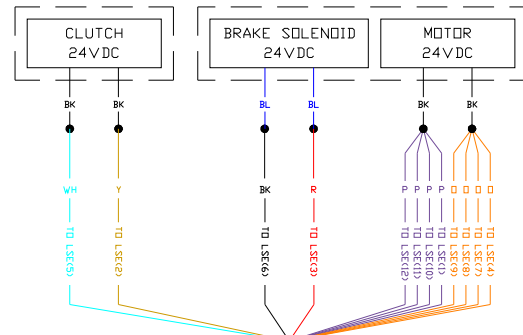 CLUTCH
24VDC
BRAKE SOLENOID
24VDC
MOTOR
24VDC
BK
BK
BL
BL
BK
BK
WH
Y
BK
R
P
P
P
P
O
O
O
O
TO LSE(5)
TO LSE(2)
TO LSE(6)
TO LSE(3)
TO LSE(12)
TO LSE(11)
TO LSE(10)
TO LSE(1)
TO LSE(9)
TO LSE(8)
TO LSE(7)
TO LSE(4)